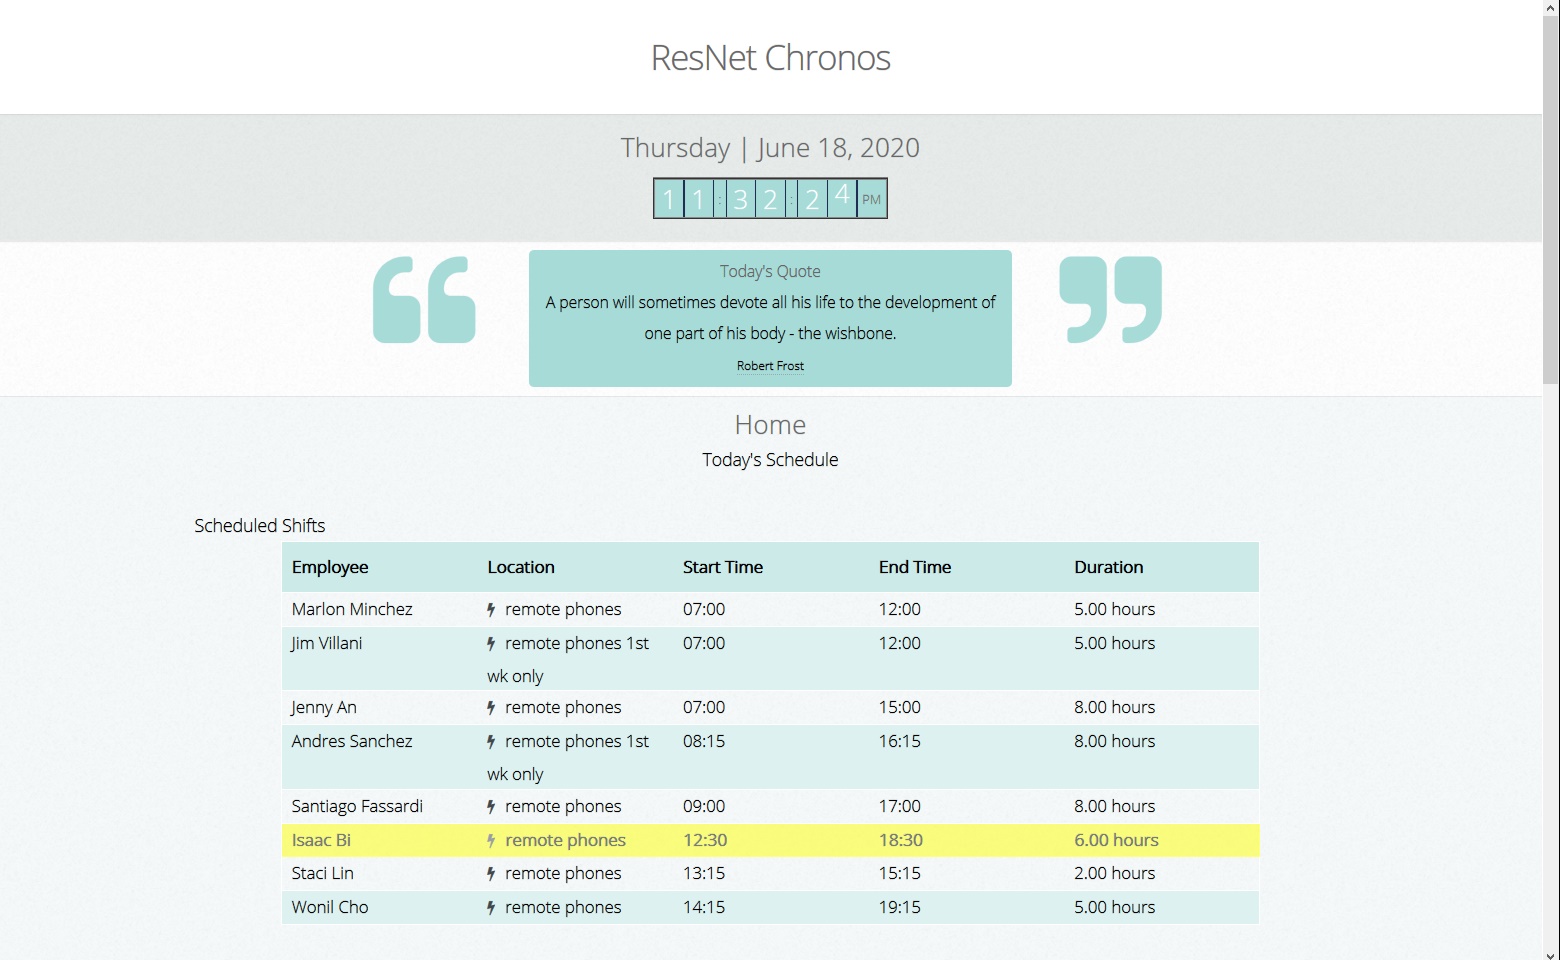 ResNet Chronos
Thursday | June 18, 2020
11:32:24 PM
Today's Quote
A person will sometimes devote all his life to the development of
one part of his body - the wishbone.
Robert Frost
Home
Today's Schedule
Scheduled Shifts
Employee Location Start Time End Time Duration
Marlon Minchez remote phones 07:00 12:00 5.00 hours
Jim Villani remote phones 1st 07:00 12:00 5.00 hours
wk only
Jenny An remote phones 07:00 15:00 8.00 hours
Andres Sanchez remote phones 1st 08:15 16:15 8.00 hours
wk only
Santiago Fassardi remote phones 09:00 17:00 8.00 hours
Isaac Bi remote phones 12:30 18:30 6.00 hours
Staci Lin remote phones 13:15 15:15 2.00 hours
Wonil Cho remote phones 14:15 19:15 5.00 hours